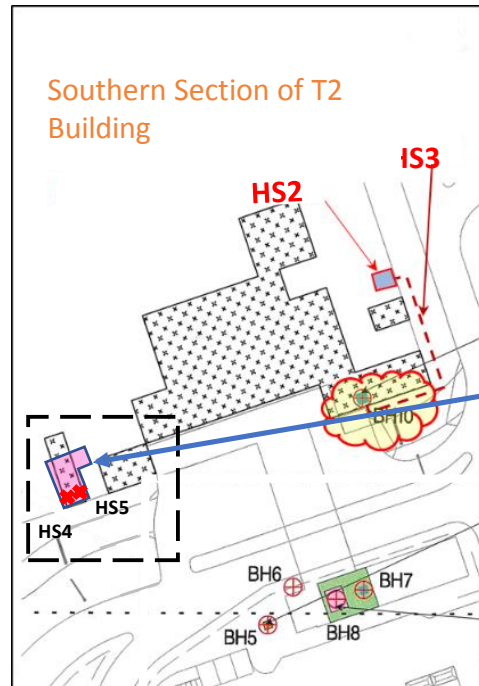 Southern Section of T2
Building
HS3
HS2
BH10
HS5
HS4
BH6
BH7
BH8
BH5